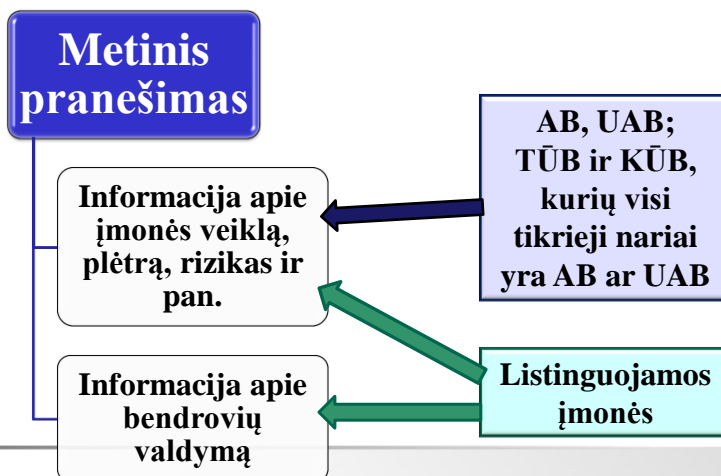 Metinis
pranešimas
Informacija apie
įmonės veiklą,
plėtrą, rizikas ir
pan.
Informacija apie
bendrovių
valdymą
AB, UAB;
TŪB ir KŪB,
kurių visi
tikrieji nariai
yra AB ar UAB
Listinguojamos
įmonės